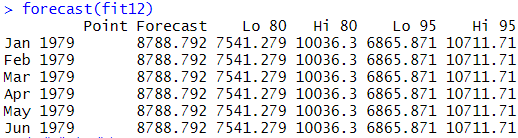 > forecast(fit12)
Point Forecast Lo 80 Hi 80 Lo 95 Hi 95
Jan 1979 8788.792 7541.279 10036.3 6865.871 10711.71
Feb 1979 8788.792 7541.279 10036.3 6865.871 10711.71
Mar 1979 8788.792 7541.279 10036.3 6865.871 10711.71
Apr 1979 8788.792 7541.279 10036.3 6865.871 10711.71
May 1979 8788.792 7541.279 10036.3 6865.871 10711.71
Jun 1979 8788.792 7541.279 10036.3 6865.871 10711.71